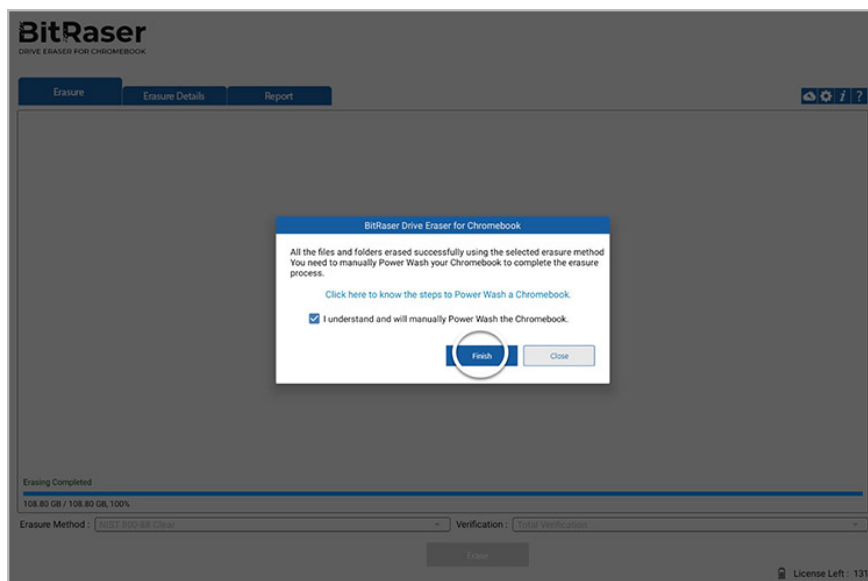 BitRaser
DRIVE ERASER FOR CHROMEBOOK
Erasure Erasure Details Report
i ?
BitRaser Drive Eraser for Chromebook
All the files and folders erased successfully using the selected erasure method
You need to manually Power Wash your Chromebook to complete the erasure
process.
Click here to know the steps to Power Wash a Chromebook.
I understand and will manually Power Wash the Chromebook.
Finish Close
Erasing Completed
108.80 GB / 108.80 GB, 100%
Erasure Method : NIST 800-88 Clear Verification : Total Verification
Erase
License Left : 131